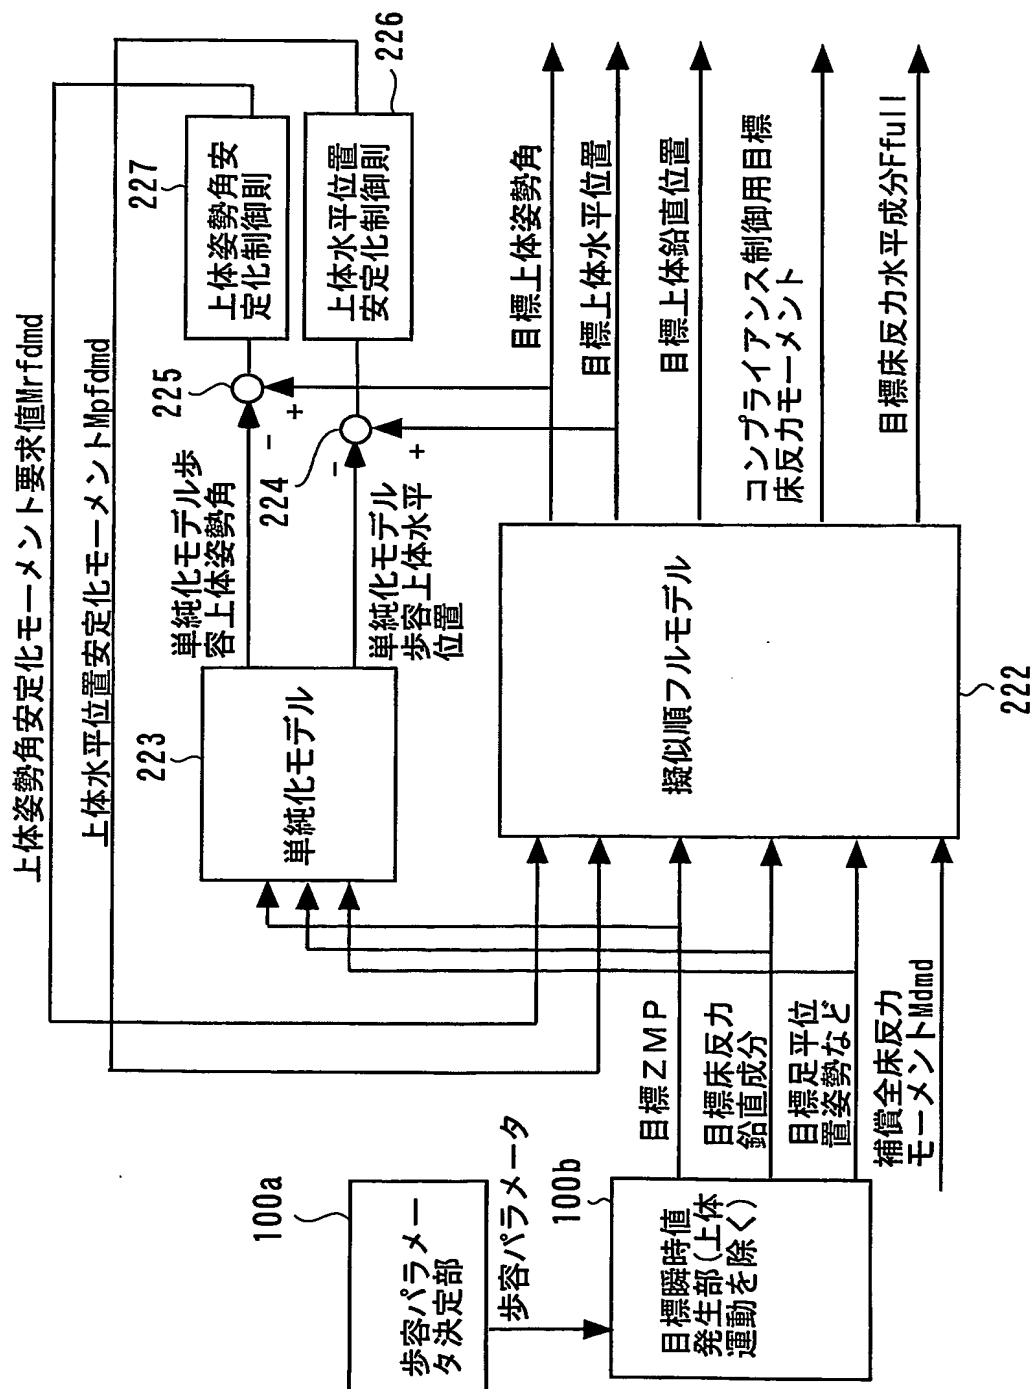 上体姿勢角安定化モーメント要求値Mrfdmd
上体水平位置安定化モーメントMpfdmd
223
単純化モデル
単純化モデル歩
容上体姿勢角
単純化モデル
歩容上体水平
位置
225
224
+
-
-
+
227
上体姿勢角安
定化制御則
226
上体水平位置
安定化制御則
100a
歩容パラメー
タ決定部
歩容パラメータ
100b
目標瞬時値
発生部(上体
運動を除く)
目標ZMP
目標床反力
鉛直成分
目標足平位
置姿勢など
補償全床反力
モーメントMdmd
擬似順フルモデル
222
目標上体姿勢角
目標上体水平位置
目標上体鉛直位置
コンプライアンス制御用目標
床反力モーメント
目標床反力水平成分Ffull